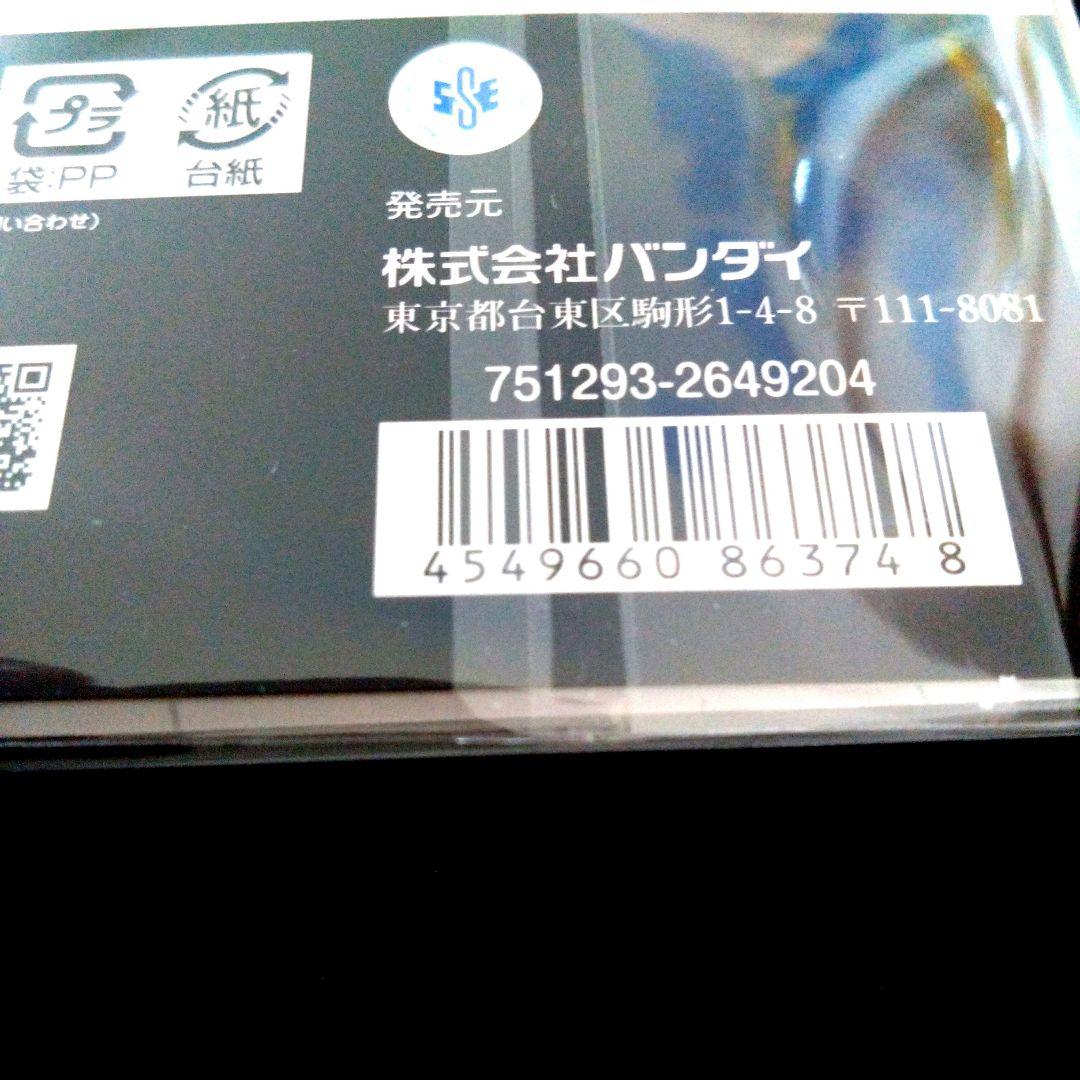 プラ
袋:PP
紙
台紙
い合わせ)
SSE
発売元
株式会社バンダイ
東京都台東区駒形1-4-8 〒111-8081
751293-2649204
4549660 86374 8